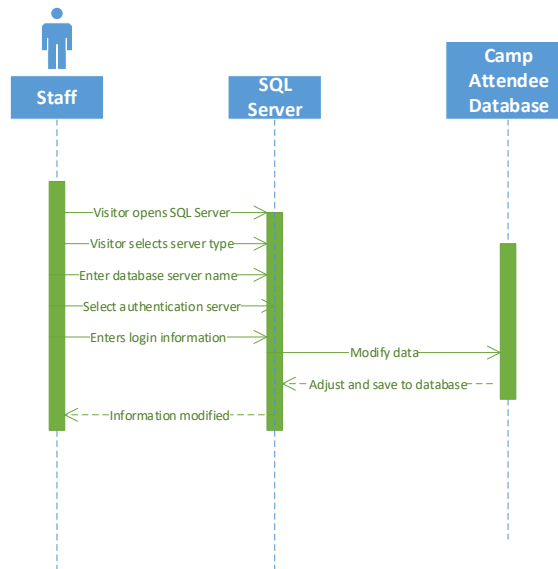 Staff
SQL
Server
Camp
Attendee
Database
Visitor opens SQL Server
Visitor selects server type
Enter database server name
Select authentication server
Enters login information
Modify data
Adjust and save to database
Information modified